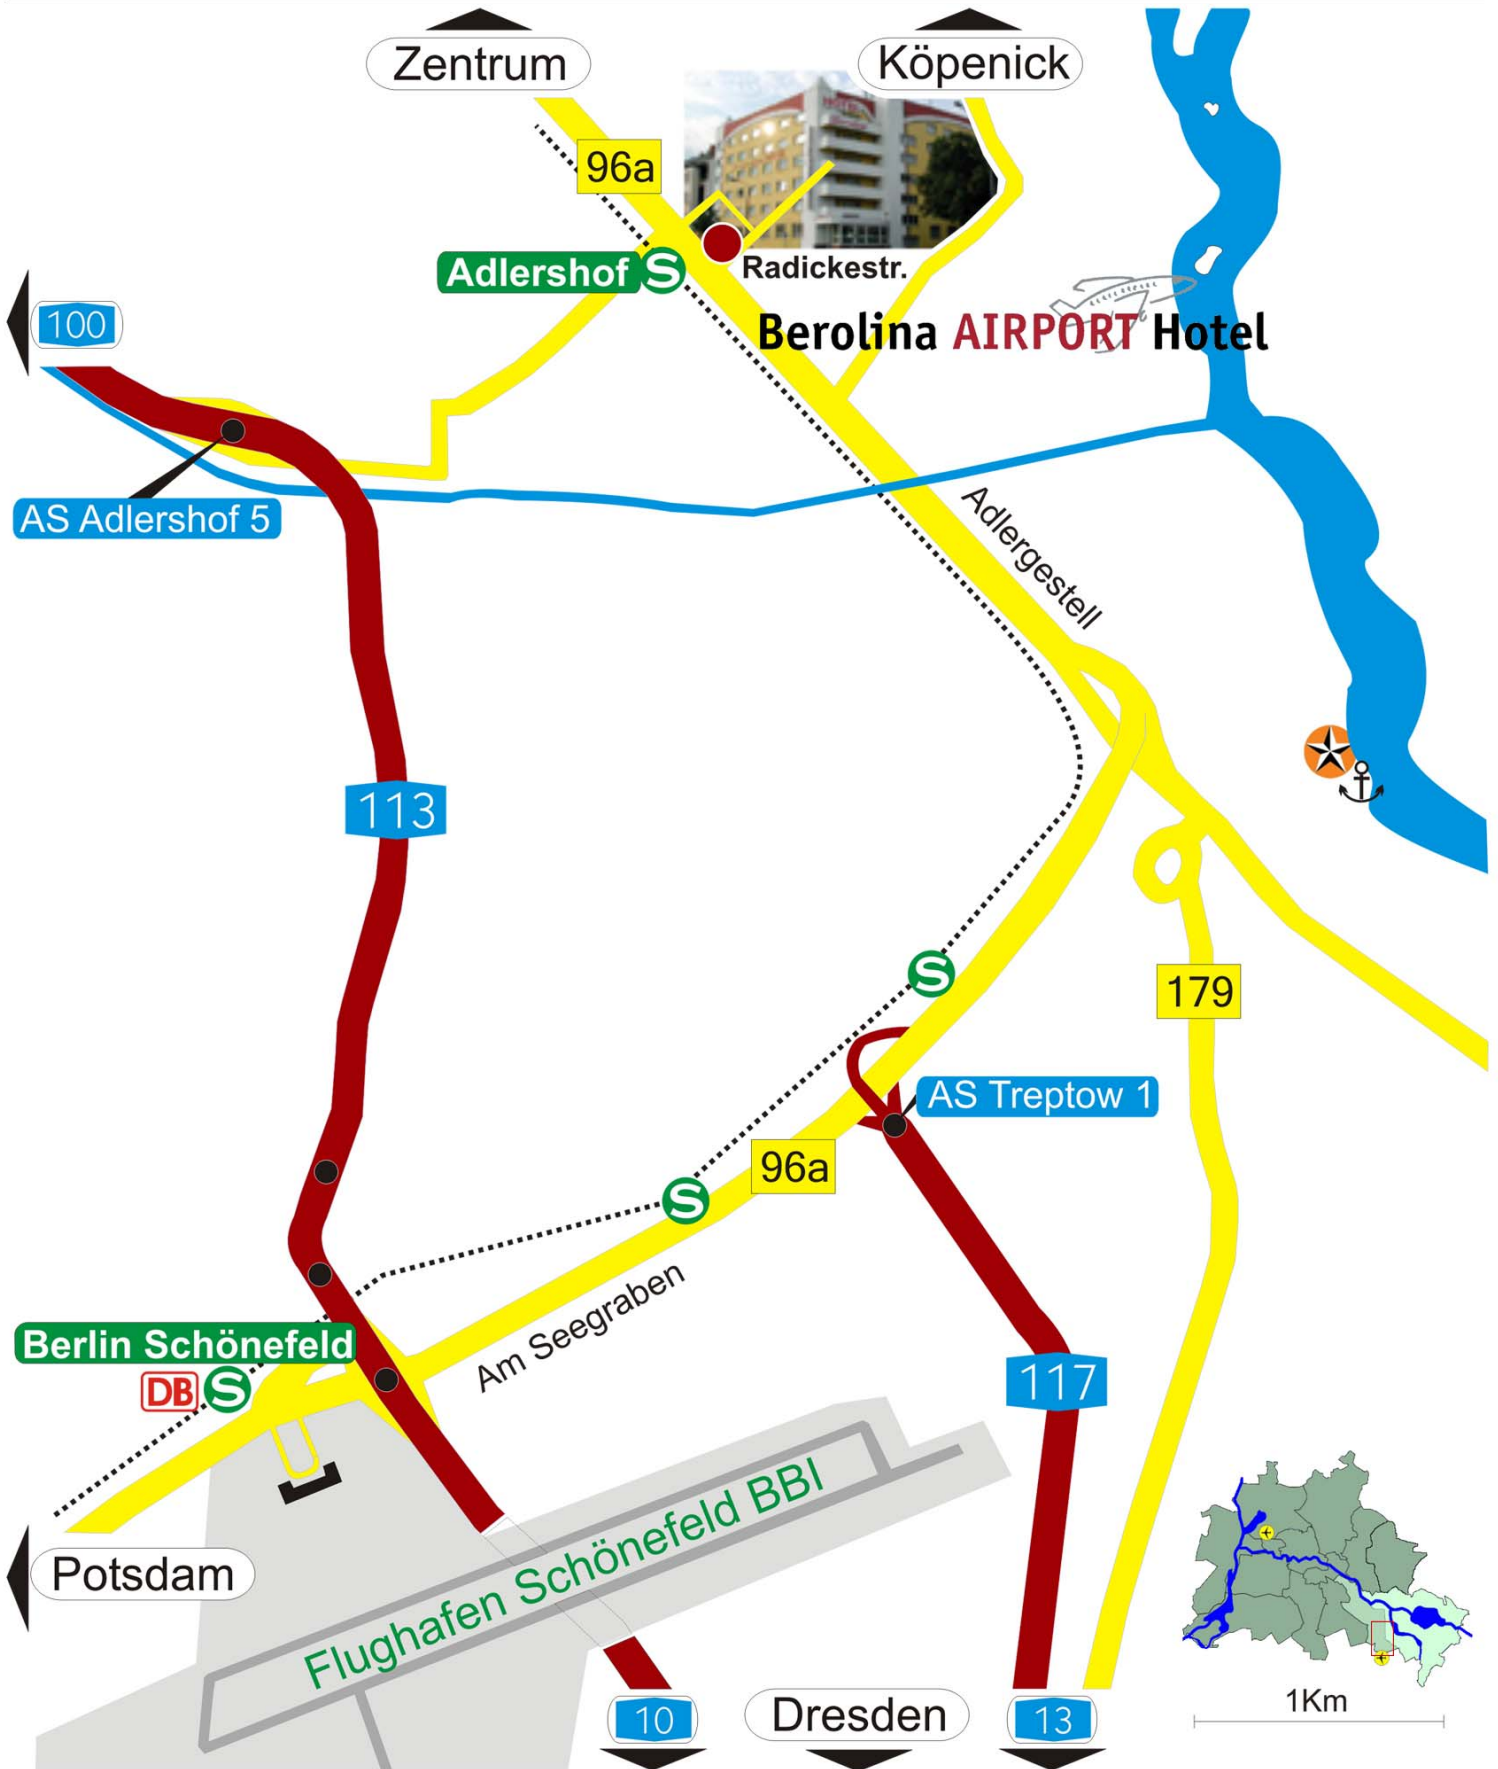 Zentrum
Köpenick
96a
HOTEL
Adlershof S
Radickestr.
100
Berolina AIRPORT Hotel
AS Adlershof 5
Adlergestell
113
S
179
AS Treptow 1
96a
S
Am Seegraben
Berlin Schönefeld
DB S
117
Flughafen Schönefeld BBI
Potsdam
1Km
10
Dresden
13